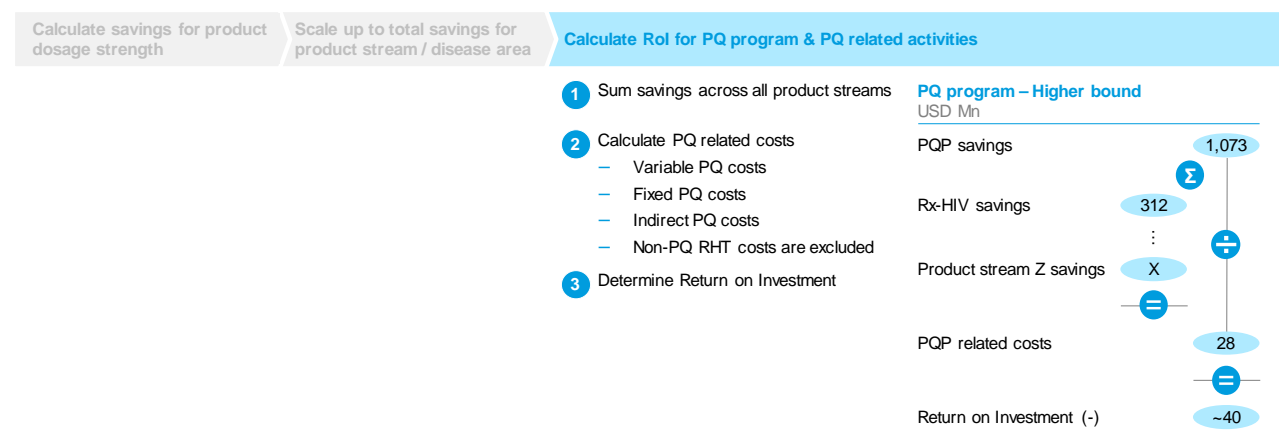 Calculate savings for product
dosage strength
Scale up to total savings for
product stream / disease area
Calculate RoI for PQ program & PQ related activities
1 Sum savings across all product streams
2 Calculate PQ related costs
– Variable PQ costs
– Fixed PQ costs
– Indirect PQ costs
– Non-PQ RHT costs are excluded
3 Determine Return on Investment
PQ program – Higher bound
USD Mn
PQP savings 1,073
Σ
Rx-HIV savings 312
⋮
÷
Product stream Z savings X
=
PQP related costs 28
=
Return on Investment (-) ~40